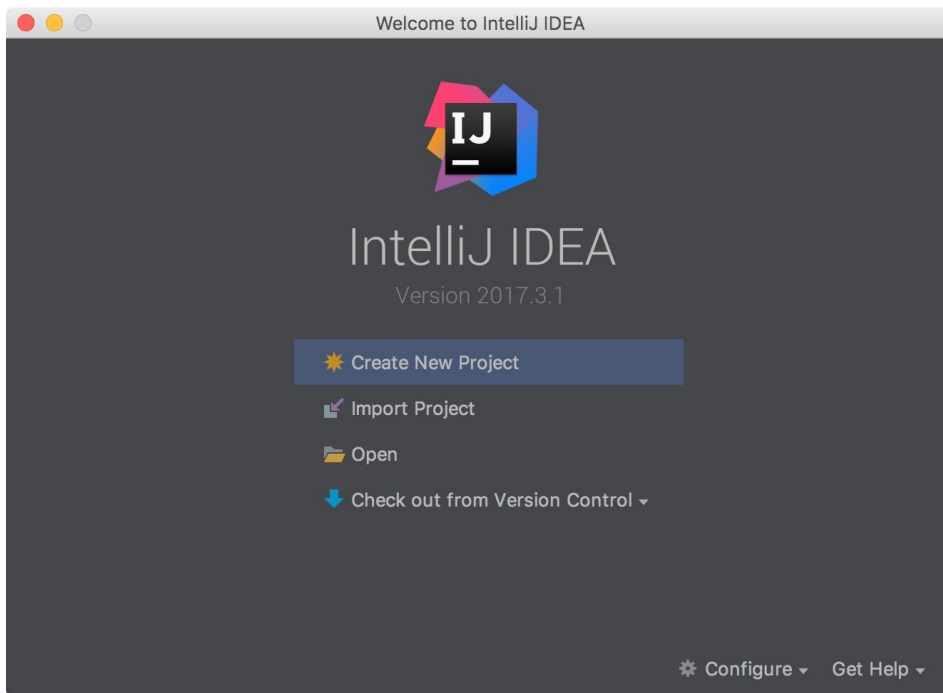 Welcome to IntelliJ IDEA
IJ
IntelliJ IDEA
Version 2017.3.1
Create New Project
Import Project
Open
Check out from Version Control
Configure
Get Help